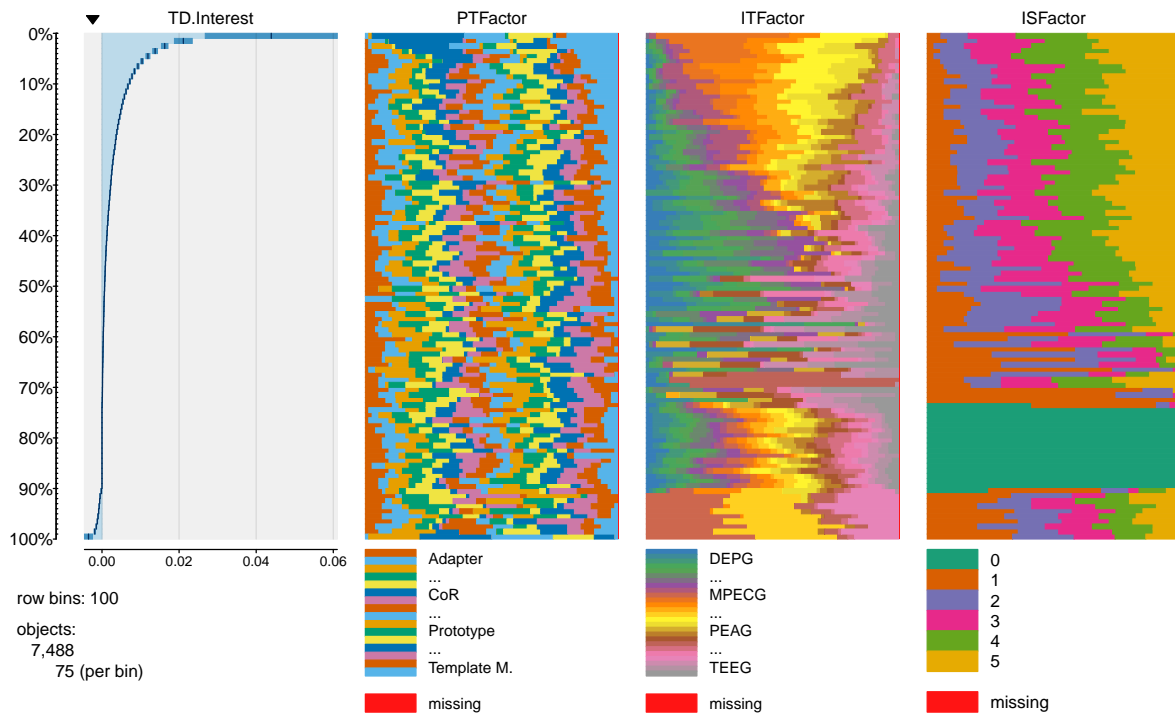 TD.Interest
PTFactor
ITFactor
ISFactor
0%
10%
20%
30%
40%
50%
60%
70%
80%
90%
100%
0.00
0.02
0.04
0.06
row bins: 100
objects:
7,488
75 (per bin)
Adapter
...
CoR
...
Prototype
...
Template M.
missing
DEPG
...
MPECG
...
PEAG
...
TEEG
missing
0
1
2
3
4
5
missing